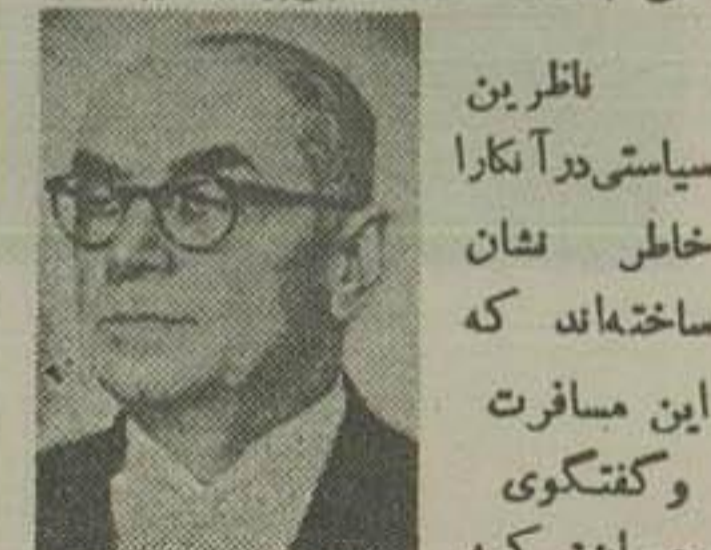 ناظرین
سیاستی در آنکارا
خاطر نشان
ساخته‌اند که
این مسافرت
و گفتگوی